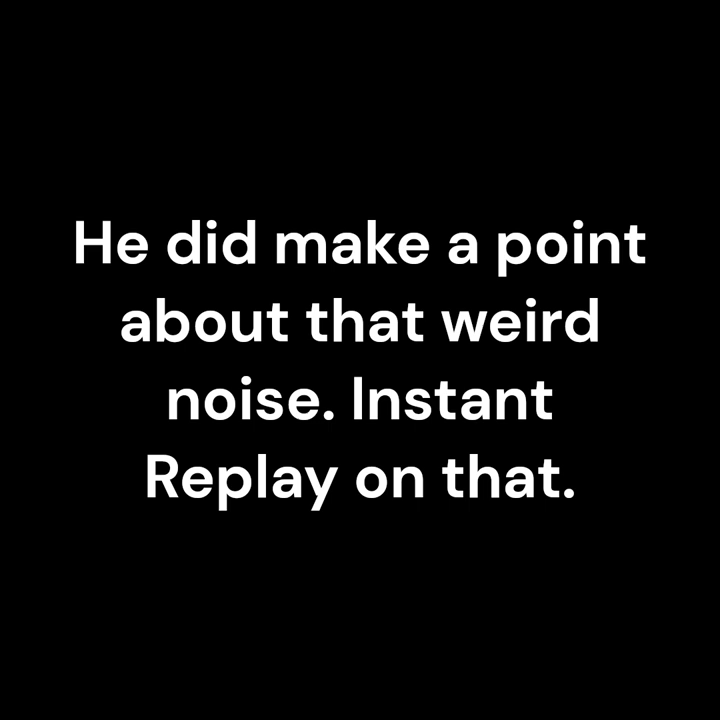 He did make a point
about that weird
noise. Instant
Replay on that.